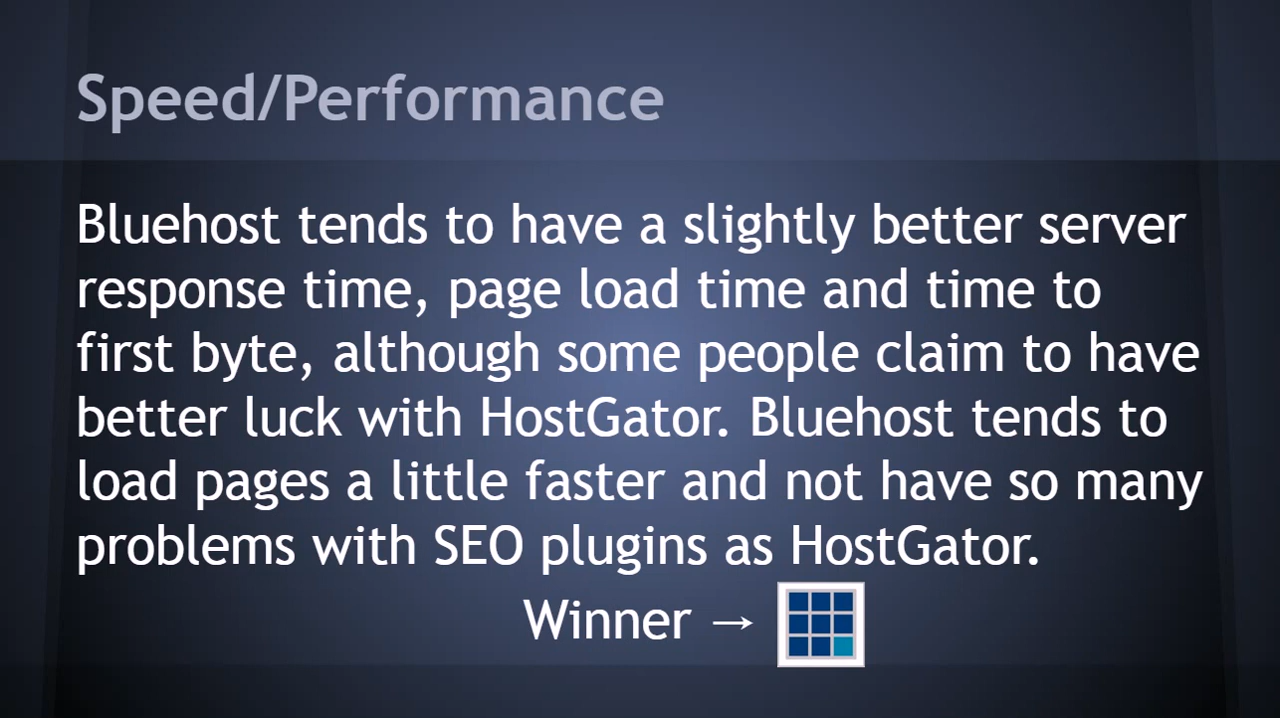 Speed/Performance
Bluehost tends to have a slightly better server
response time, page load time and time to
first byte, although some people claim to have
better luck with HostGator. Bluehost tends to
load pages a little faster and not have so many
problems with SEO plugins as HostGator.
Winner →